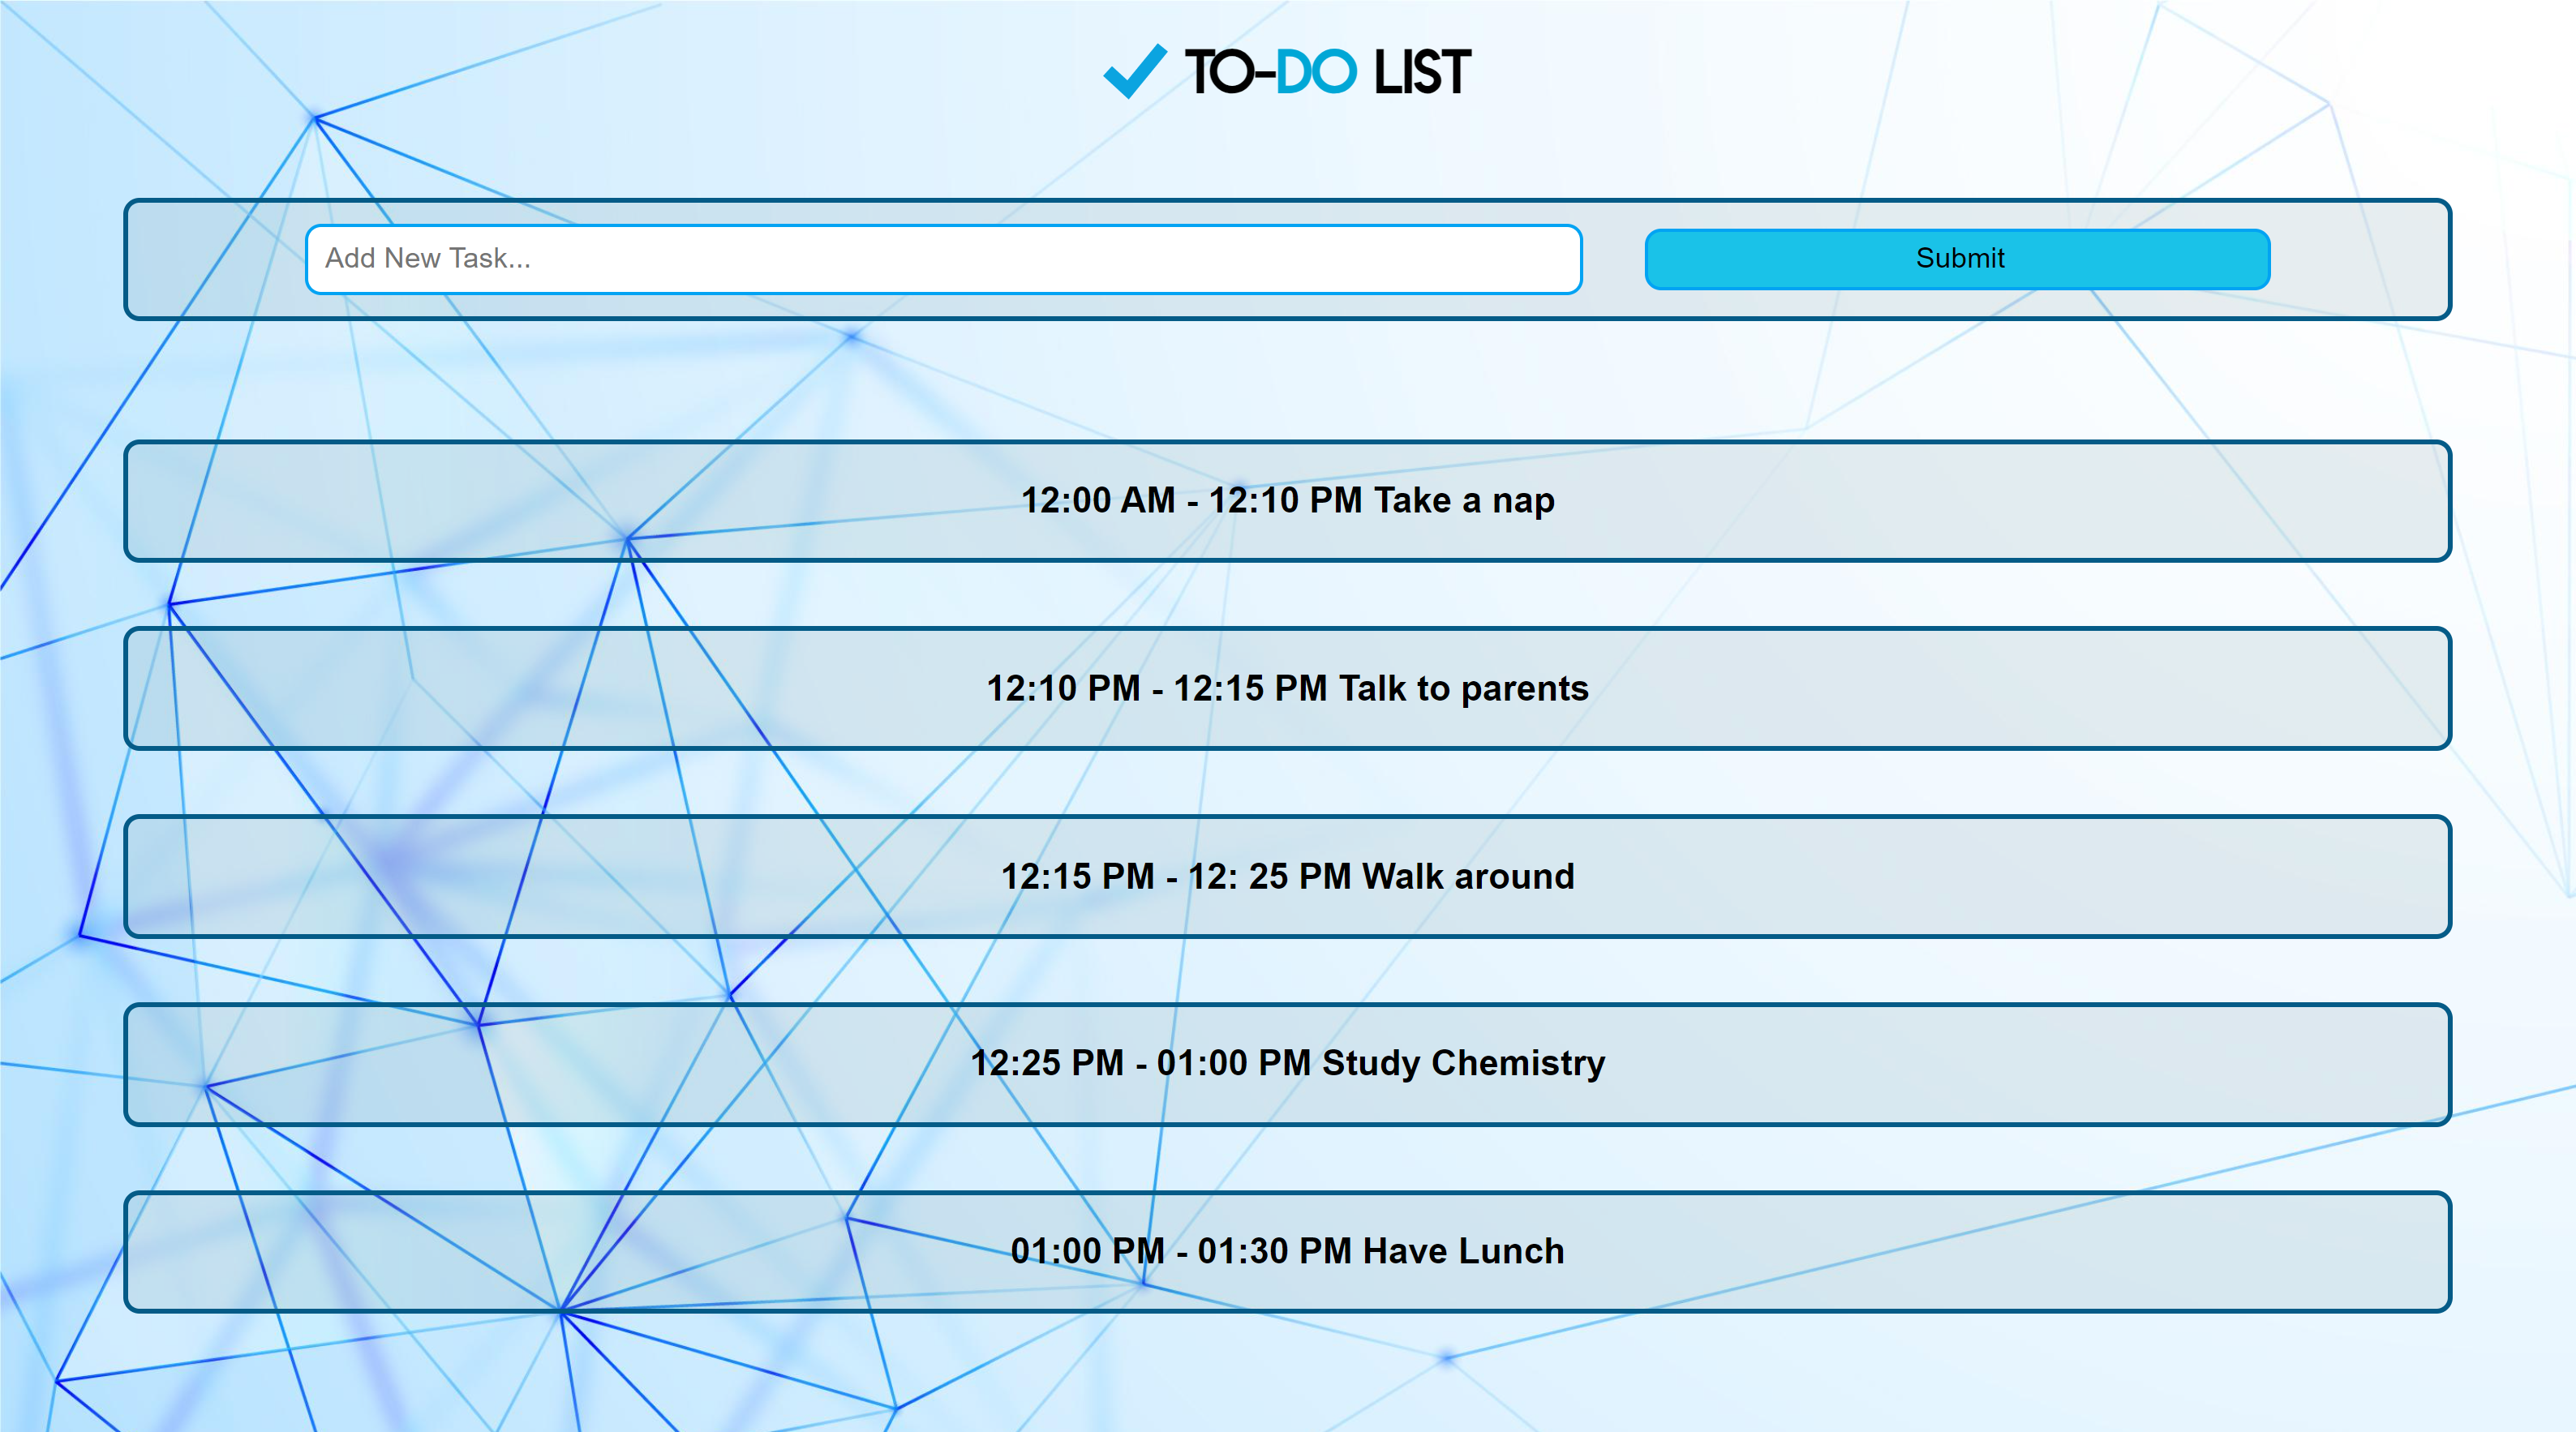 TO-DO LIST
Add New Task...
Submit
12:00 AM - 12:10 PM Take a nap
12:10 PM - 12:15 PM Talk to parents
12:15 PM - 12: 25 PM Walk around
12:25 PM - 01:00 PM Study Chemistry
01:00 PM - 01:30 PM Have Lunch